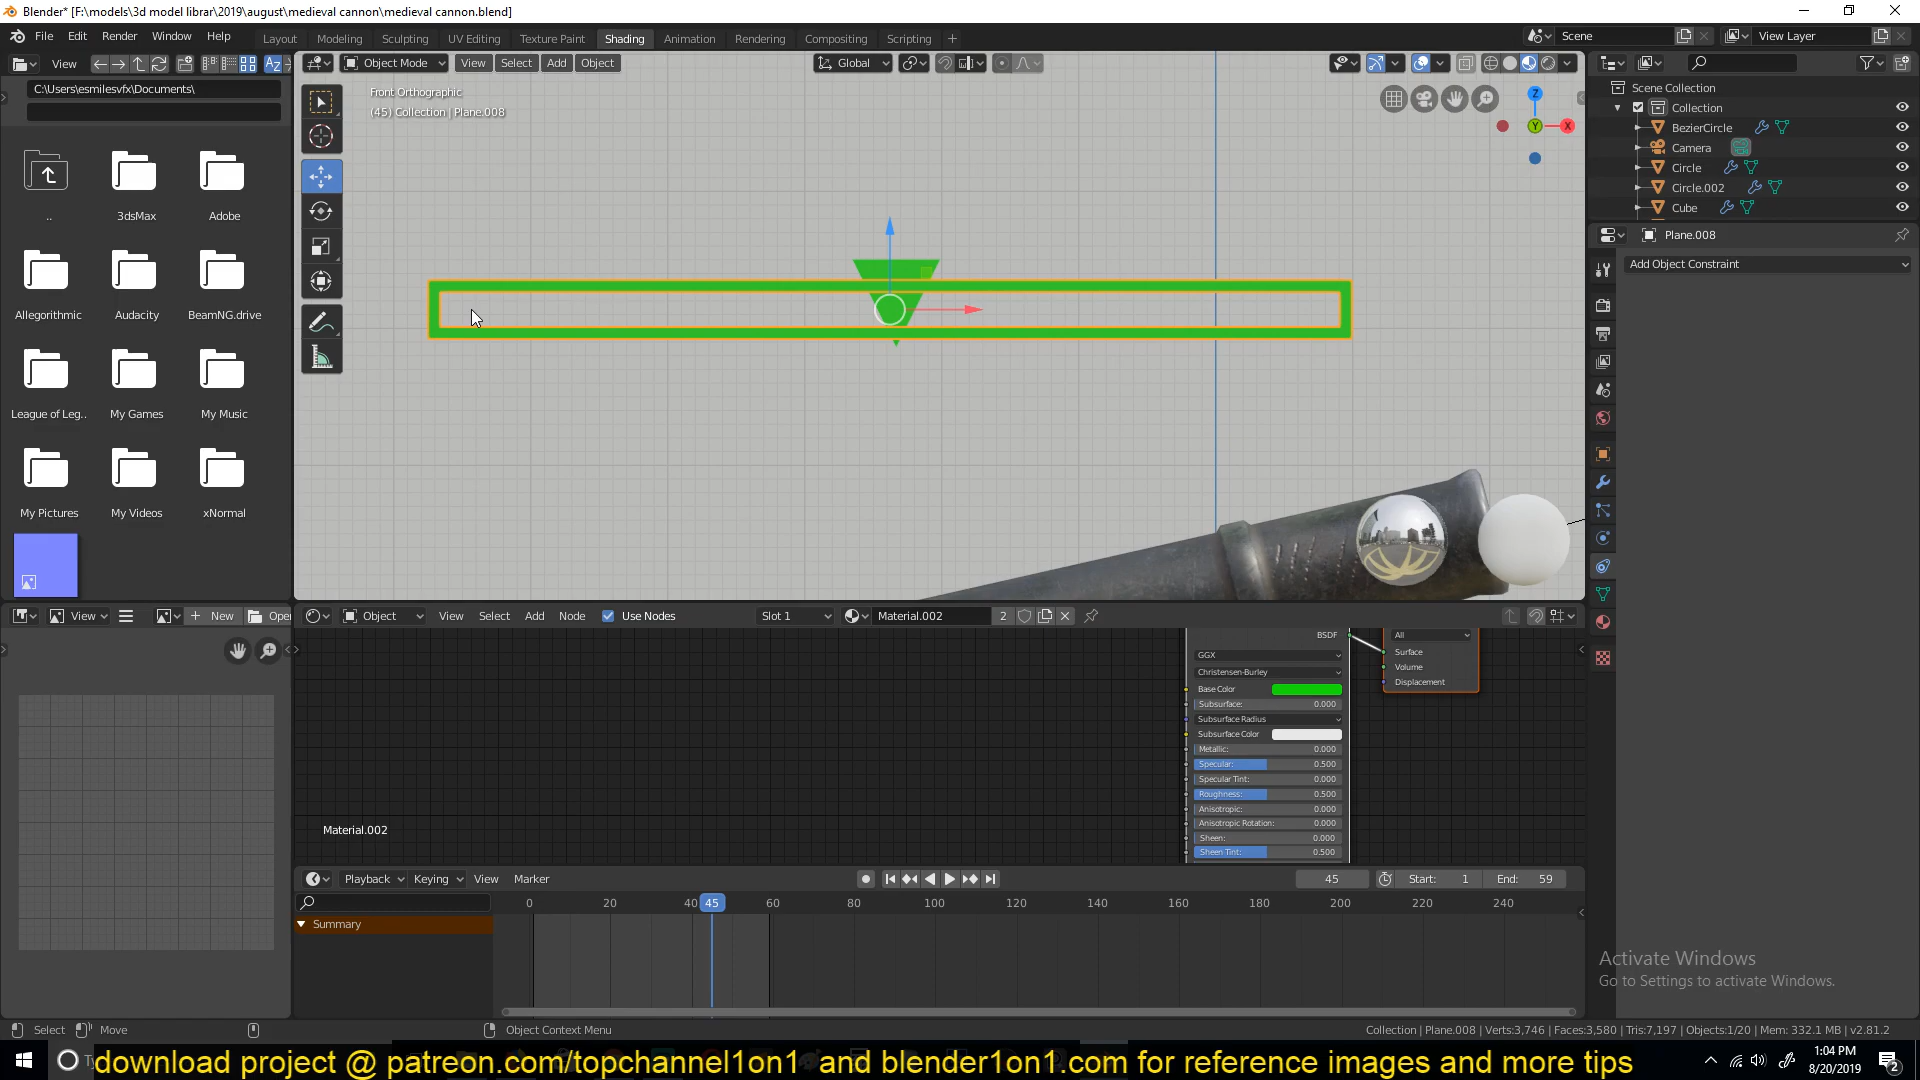 Blender* [F:\models\3d model librar\2019\august\medieval cannon\medieval cannon.blend]
File Edit Render Window Help
Layout Modeling Sculpting UV Editing Texture Paint Shading Animation Rendering Compositing Scripting
Scene View Layer
View
Object Mode View Select Add Object Global
C:\Users\esmilesvfx\Documents\
Front Orthographic
(45) Collection | Plane.008
Z
Y X
Scene Collection
Collection
BezierCircle
Camera
Circle
Circle.002
Cube
Plane.008
Add Object Constraint
.. 3dsMax Adobe
Allegorithmic Audacity BeamNG.drive
League of Leg.. My Games My Music
My Pictures My Videos xNormal
View New Open
Object View Select Add Node Use Nodes Slot 1 Material.002 2
BSDF
GGX
Christensen-Burley
Base Color
Subsurface: 0.000
Subsurface Radius
Subsurface Color
Metallic: 0.000
Specular: 0.500
Specular Tint: 0.000
Roughness: 0.500
Anisotropic: 0.000
Anisotropic Rotation: 0.000
Sheen: 0.000
Sheen Tint: 0.500
All
Surface
Volume
Displacement
Material.002
Playback Keying View Marker 45 Start: 1 End: 59
0 20 40 45 60 80 100 120 140 160 180 200 220 240
Summary
Activate Windows
Go to Settings to activate Windows.
Select Move Object Context Menu
Collection | Plane.008 | Verts:3,746 | Faces:3,580 | Tris:7,197 | Objects:1/20 | Mem: 332.1 MB | v2.81.2
download project @ patreon.com/topchannel1on1 and blender1on1.com for reference images and more tips
1:04 PM
8/20/2019
2